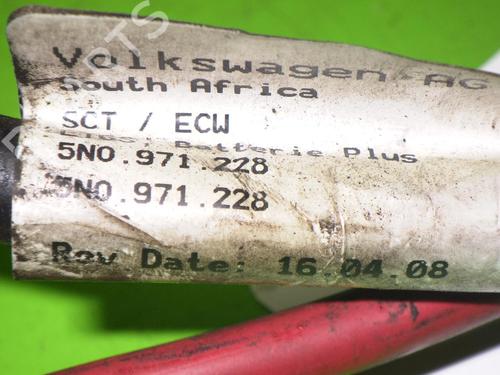 Volkswagen AG
South Africa
SCT / ECW
Batterie Plus
5N0.971.228
5N0.971.228
Rev Date: 16.04.08